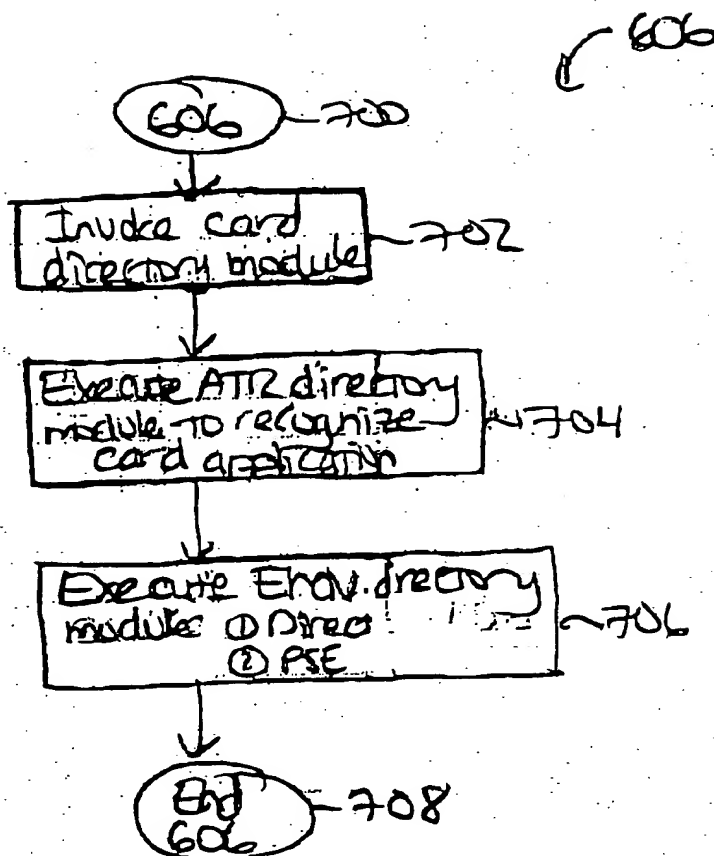 606
606
700
Invoke card
directory module
702
Execute ATR directory
module to recognize
card application
704
Execute directory
module ① Direct
② PSE
706
End
606
708